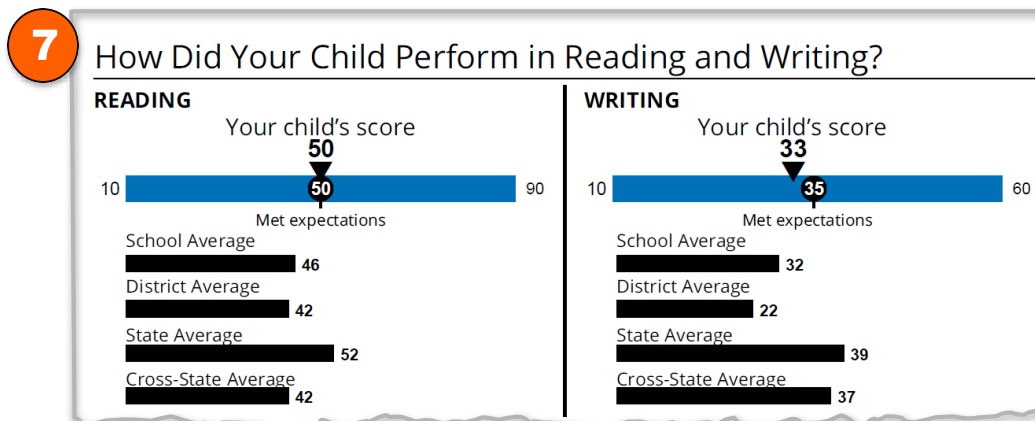 7
How Did Your Child Perform in Reading and Writing?
READING
Your child's score
50
10 50 90
Met expectations
School Average
46
District Average
42
State Average
52
Cross-State Average
42
WRITING
Your child's score
33
10 35 60
Met expectations
School Average
32
District Average
22
State Average
39
Cross-State Average
37